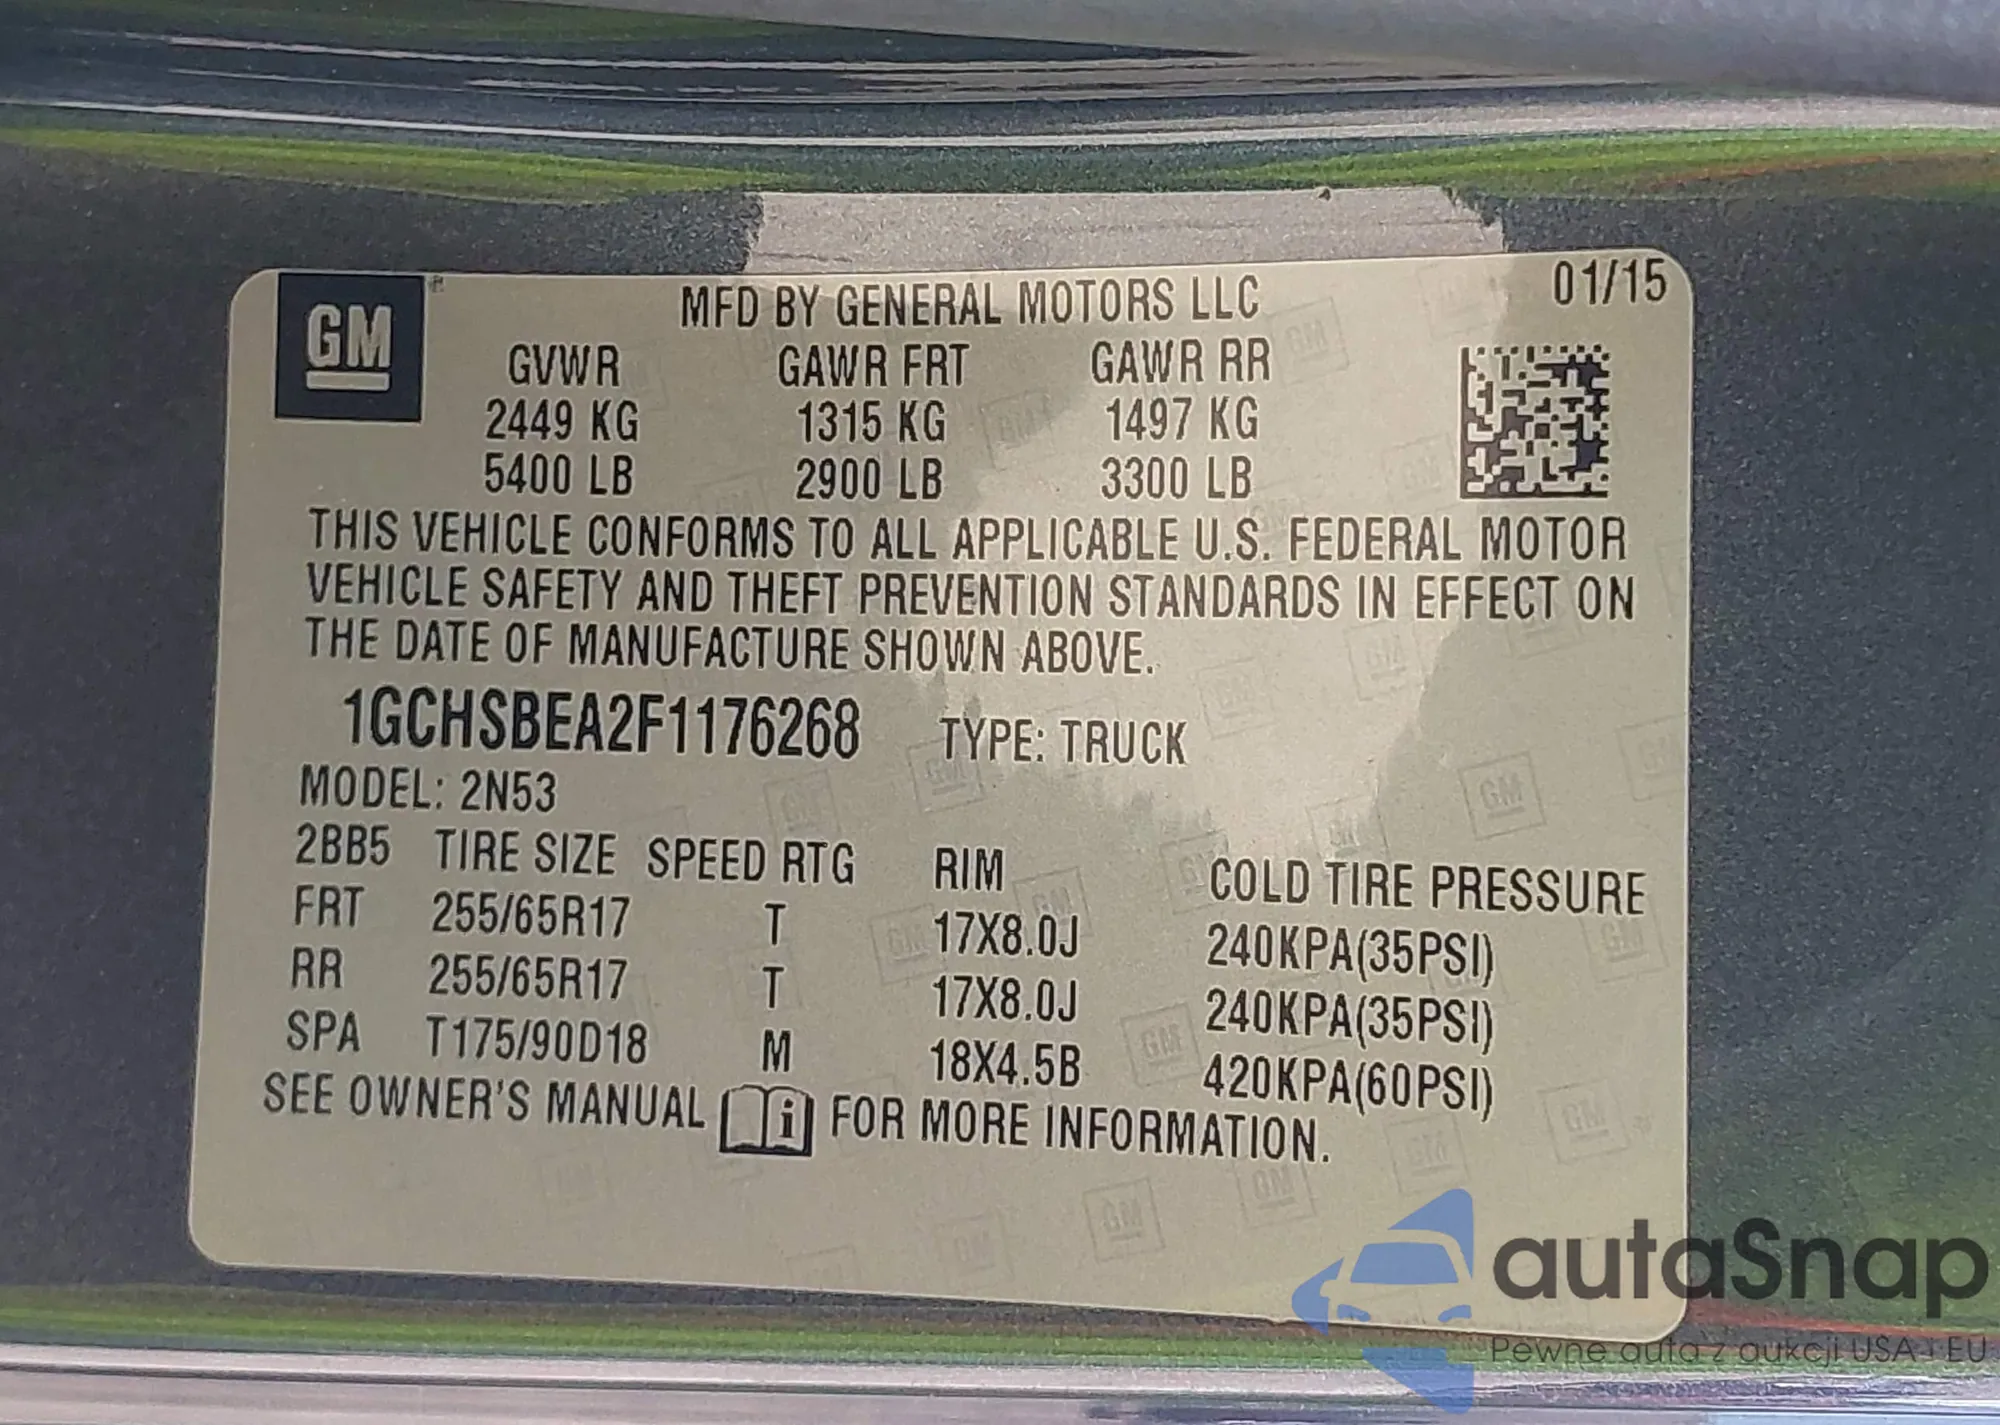 GM
MFD BY GENERAL MOTORS LLC 01/15
GVWR GAWR FRT GAWR RR
2449 KG 1315 KG 1497 KG
5400 LB 2900 LB 3300 LB
THIS VEHICLE CONFORMS TO ALL APPLICABLE U.S. FEDERAL MOTOR
VEHICLE SAFETY AND THEFT PREVENTION STANDARDS IN EFFECT ON
THE DATE OF MANUFACTURE SHOWN ABOVE.
1GCHSBEA2F1176268 TYPE: TRUCK
MODEL: 2N53
2BB5 TIRE SIZE SPEED RTG RIM COLD TIRE PRESSURE
FRT 255/65R17 T 17X8.0J 240KPA(35PSI)
RR 255/65R17 T 17X8.0J 240KPA(35PSI)
SPA T175/90D18 M 18X4.5B 420KPA(60PSI)
SEE OWNER'S MANUAL i FOR MORE INFORMATION.
autaSnap
Pewne auta z aukcji USA i EU